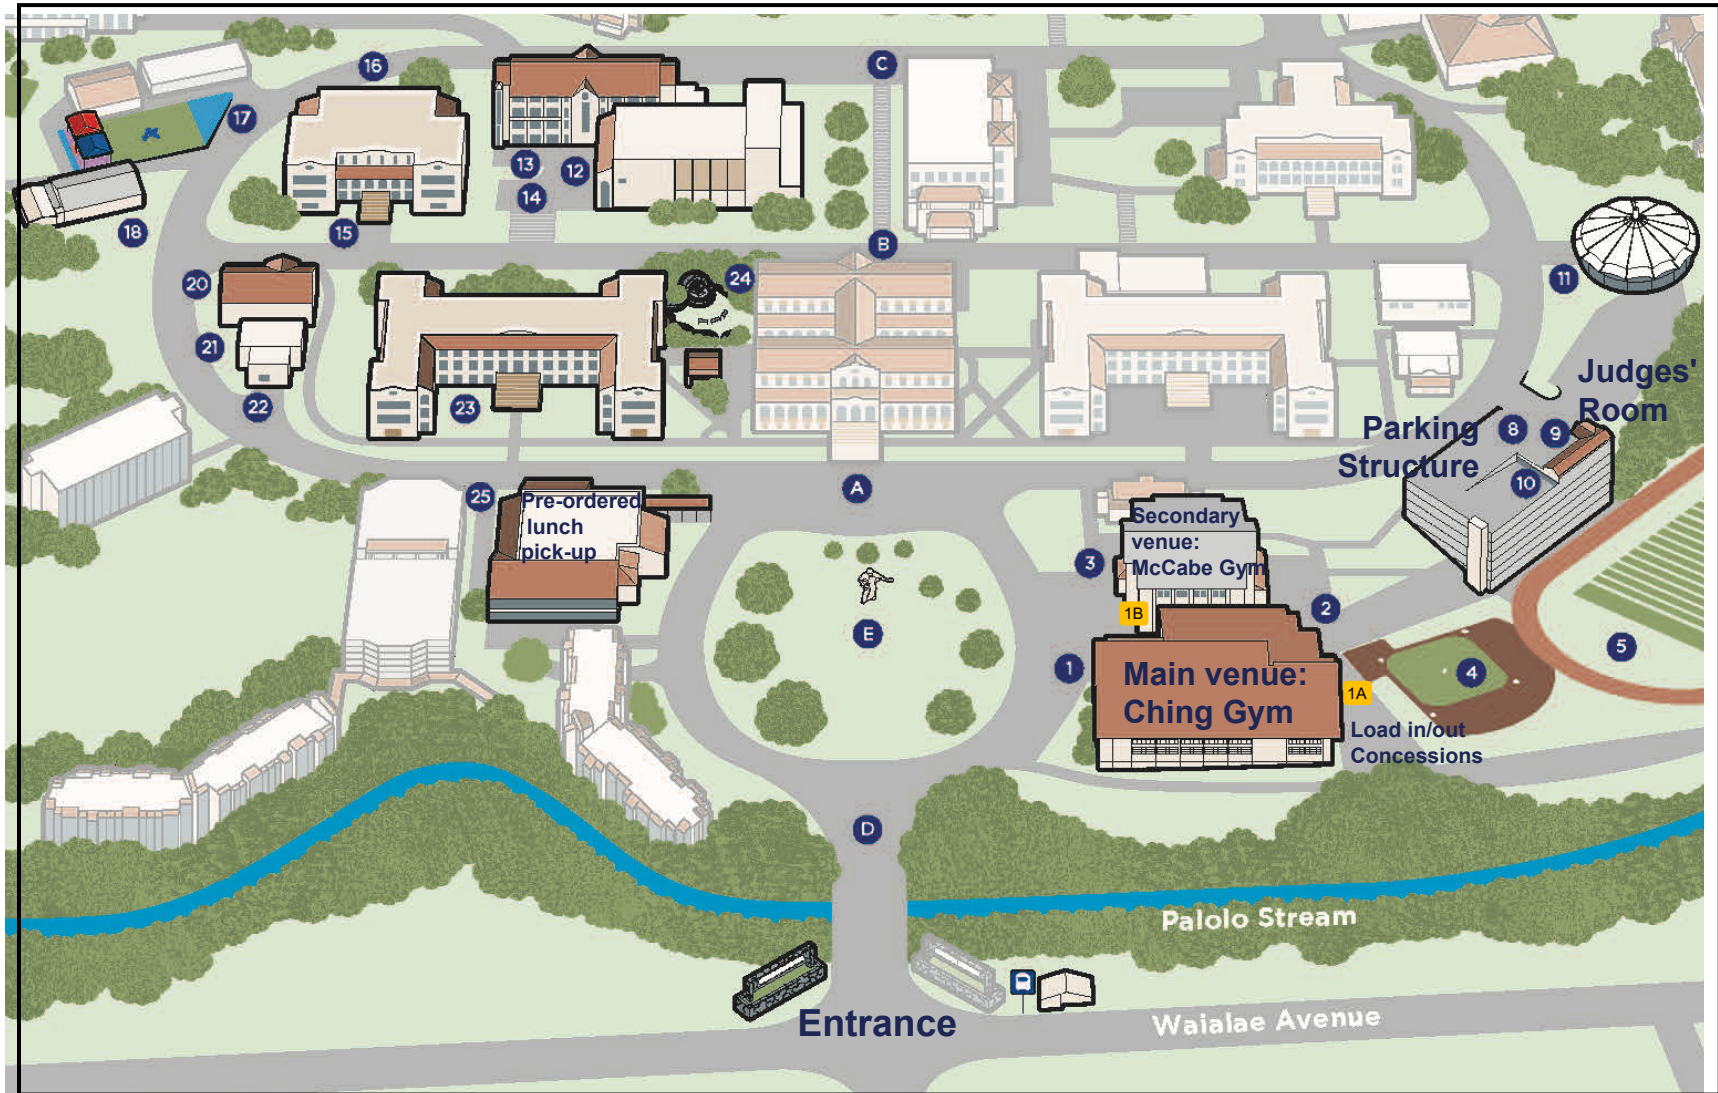 16
C
17
13
12
14
18
15
B
20
24
11
21
Judges'
Room
22
23
Parking
Structure
8
9
10
25
A
Pre-ordered
lunch
pick-up
Secondary
venue:
McCabe Gym
3
1B
2
E
1
5
4
Main venue:
Ching Gym
1A
Load in/out
Concessions
D
Palolo Stream
Entrance
Waialae Avenue